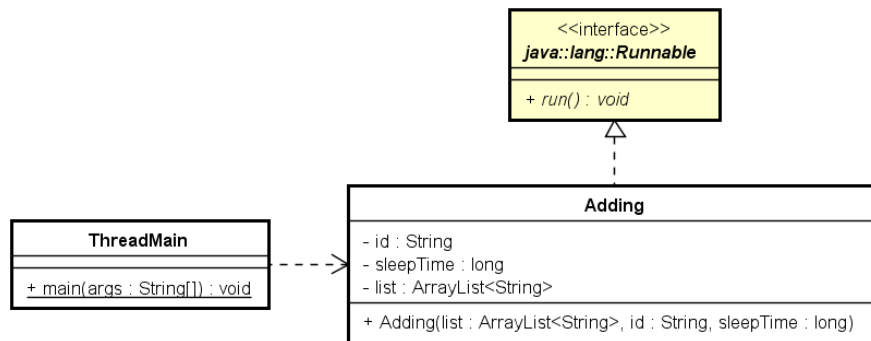 <<interface>>
java::lang::Runnable
+ run() : void
ThreadMain
+ main(args : String[]) : void
Adding
- id : String
- sleepTime : long
- list : ArrayList<String>
+ Adding(list : ArrayList<String>, id : String, sleepTime : long)